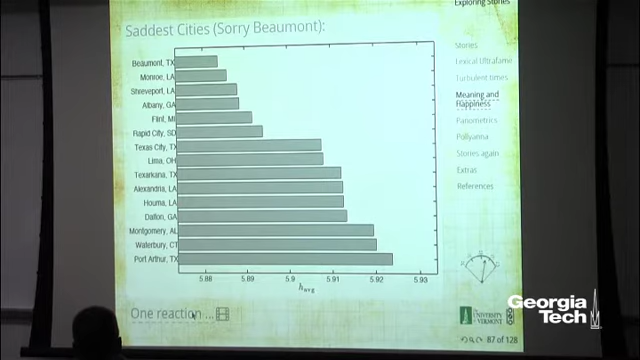 Exploring Stories
Saddest Cities (Sorry Beaumont):
Beaumont, TX
Monroe, LA
Shreveport, LA
Albany, GA
Flint, MI
Rapid City, SD
Texas City, TX
Lima, OH
Texarkana, TX
Alexandria, LA
Houma, LA
Dalton, GA
Montgomery, AL
Waterbury, CT
Port Arthur, TX
5.88 5.89 5.9 5.91 5.92 5.93
h_avg
One reaction...
Stories
Lexical Ultrafame
Turbulent times
Meaning and
Happiness
Panometrics
Pollyanna
Stories again
Extras
References
The
UNIVERSITY
of VERMONT
87 of 128
Georgia
Tech